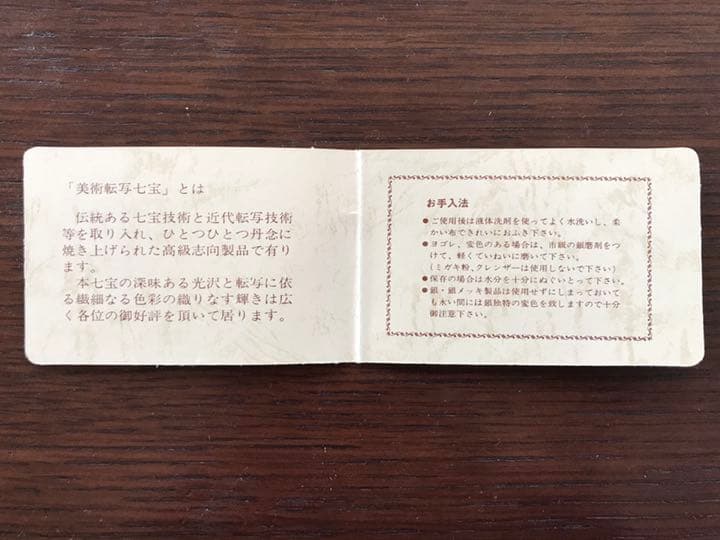 「美術転写七宝」とは
伝統ある七宝技術と近代転写技術
等を取り入れ、ひとつひとつ丹念に
焼き上げられた高級志向製品で有り
ます。
本七宝の深味ある光沢と転写に依
る繊細なる色彩の織りなす輝きは広
く各位の御好評を頂いて居ります。
お手入法
●ご使用後は液体洗剤を使ってよく水洗いし、柔
かい布できれいにおふき下さい。
●ヨゴレ、変色のある場合は、市販の銀磨剤をつ
けて、軽くていねいに磨いて下さい。
(ミガキ粉、クレンザーは使用しないで下さい)
●保存の場合は水分を十分にぬぐいとって下さい。
●銀・銀メッキ製品は使用せずにしまっておいて
も永い間には銀独特の変色を致しますので十分
御注意下さい。